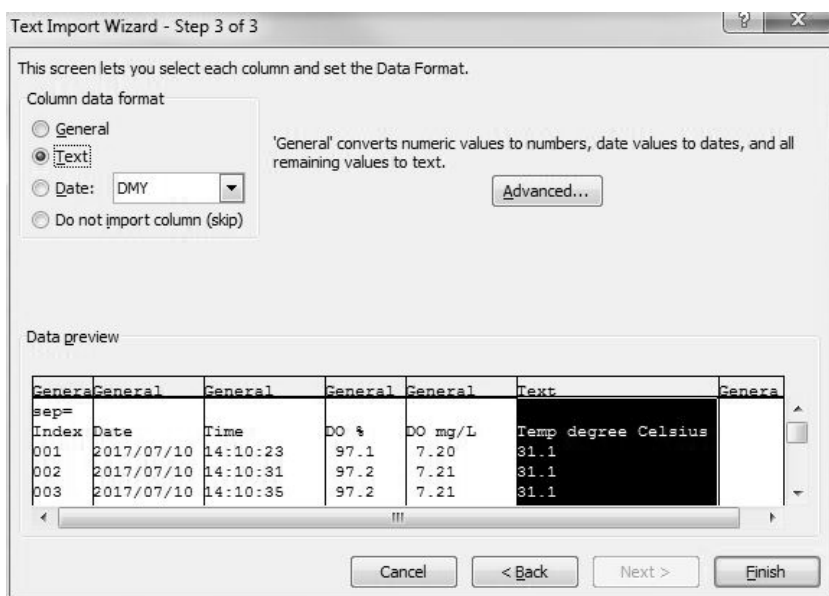 Text Import Wizard - Step 3 of 3
?
X
This screen lets you select each column and set the Data Format.
Column data format
General
Text
Date: DMY
Do not import column (skip)
'General' converts numeric values to numbers, date values to dates, and all
remaining values to text.
Advanced...
Data preview
Genera General General General General Text Genera
sep=
Index Date Time DO % DO mg/L Temp degree Celsius
001 2017/07/10 14:10:23 97.1 7.20 31.1
002 2017/07/10 14:10:31 97.2 7.21 31.1
003 2017/07/10 14:10:35 97.2 7.21 31.1
Cancel < Back Next > Finish